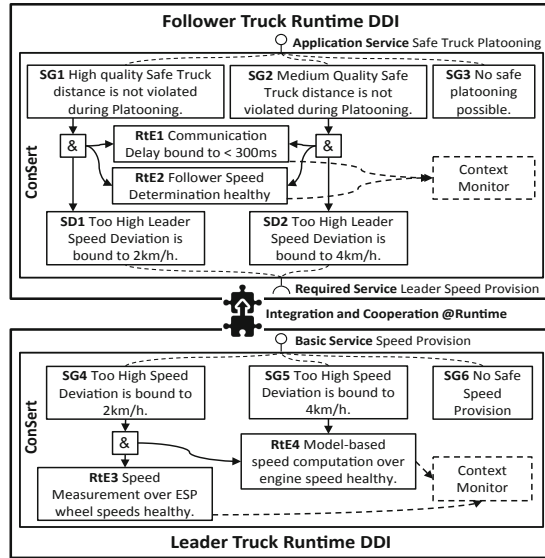 Follower Truck Runtime DDI
Application Service Safe Truck Platooning
SG1 High quality Safe Truck
distance is not violated
during Platooning.
SG2 Medium Quality Safe
Truck distance is not
violated during Platooning.
SG3 No safe
platooning
possible.
&
RtE1 Communication
Delay bound to < 300ms
&
RtE2 Follower Speed
Determination healthy
Context
Monitor
ConSert
SD1 Too High Leader
Speed Deviation is
bound to 2km/h.
SD2 Too High Leader
Speed Deviation is
bound to 4km/h.
Required Service Leader Speed Provision
Integration and Cooperation @Runtime
Basic Service Speed Provision
SG4 Too High Speed
Deviation is bound to
2km/h.
SG5 Too High Speed
Deviation is bound to
4km/h.
SG6 No Safe
Speed
Provision
ConSert
&
RtE4 Model-based
speed computation over
engine speed healthy.
RtE3 Speed
Measurement over ESP
wheel speeds healthy.
Context
Monitor
Leader Truck Runtime DDI